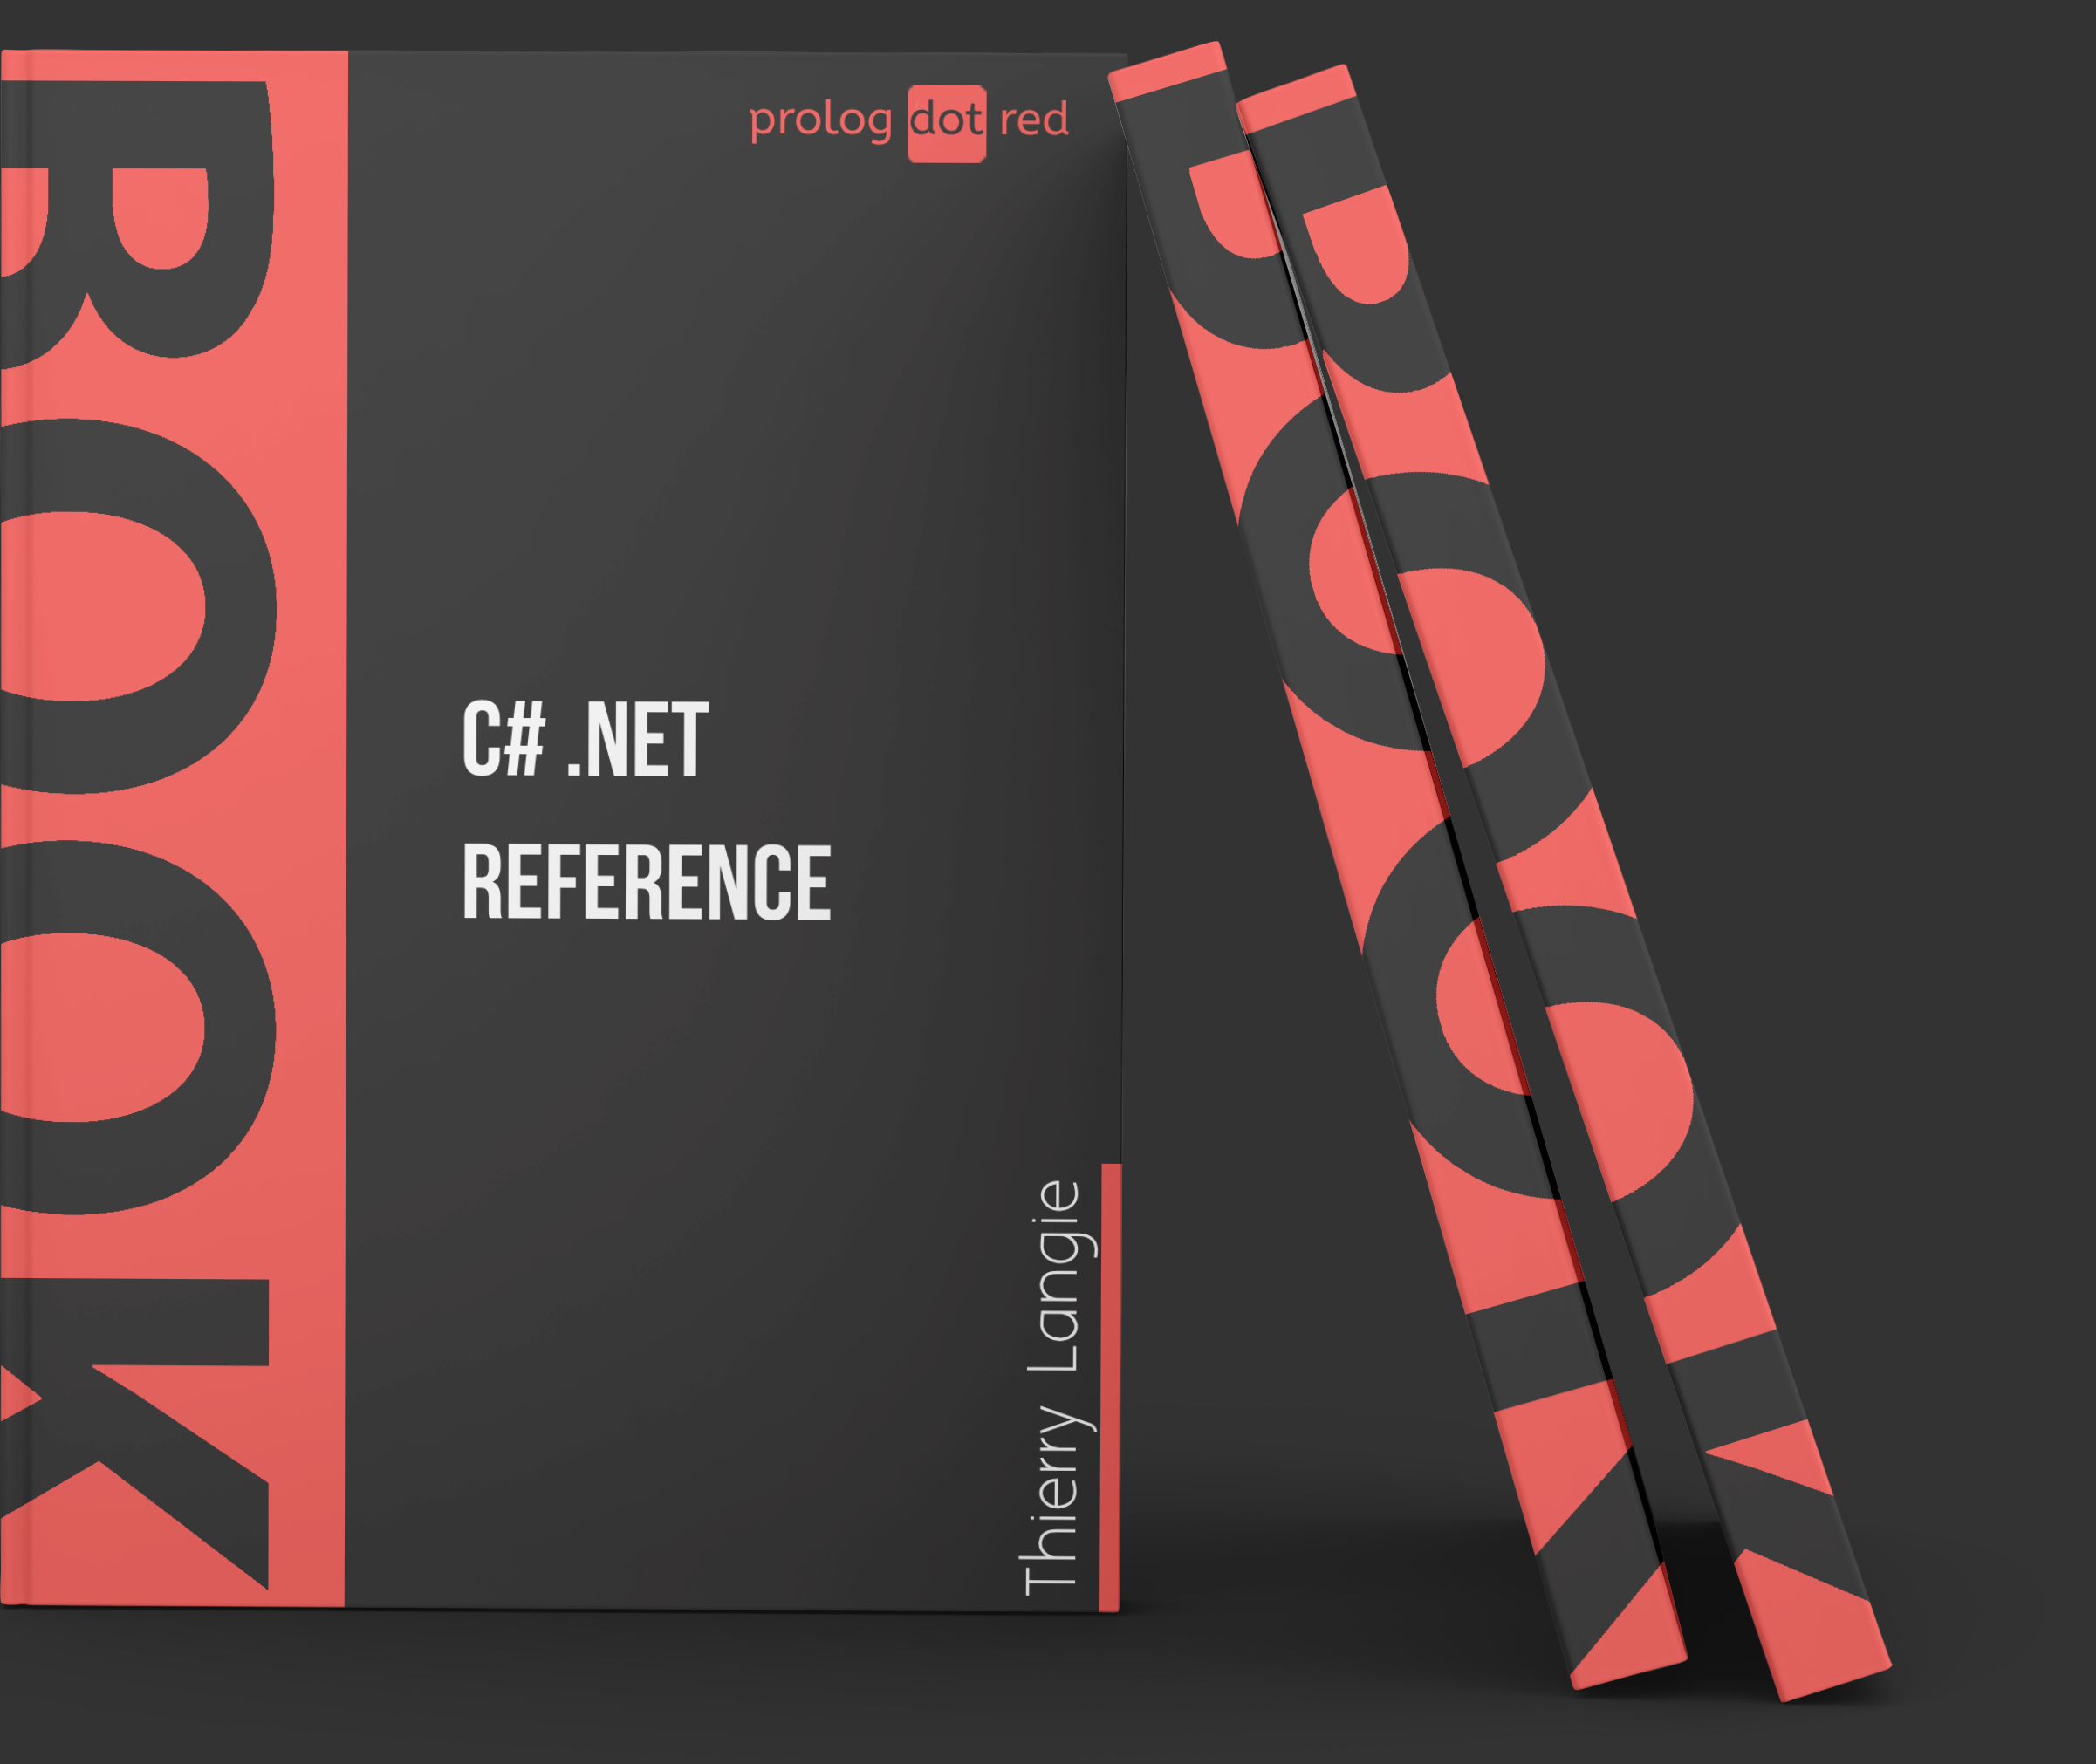 prolog dot red
BOOK
C# .NET
REFERENCE
Thierry Langie
BOOK
BOOK